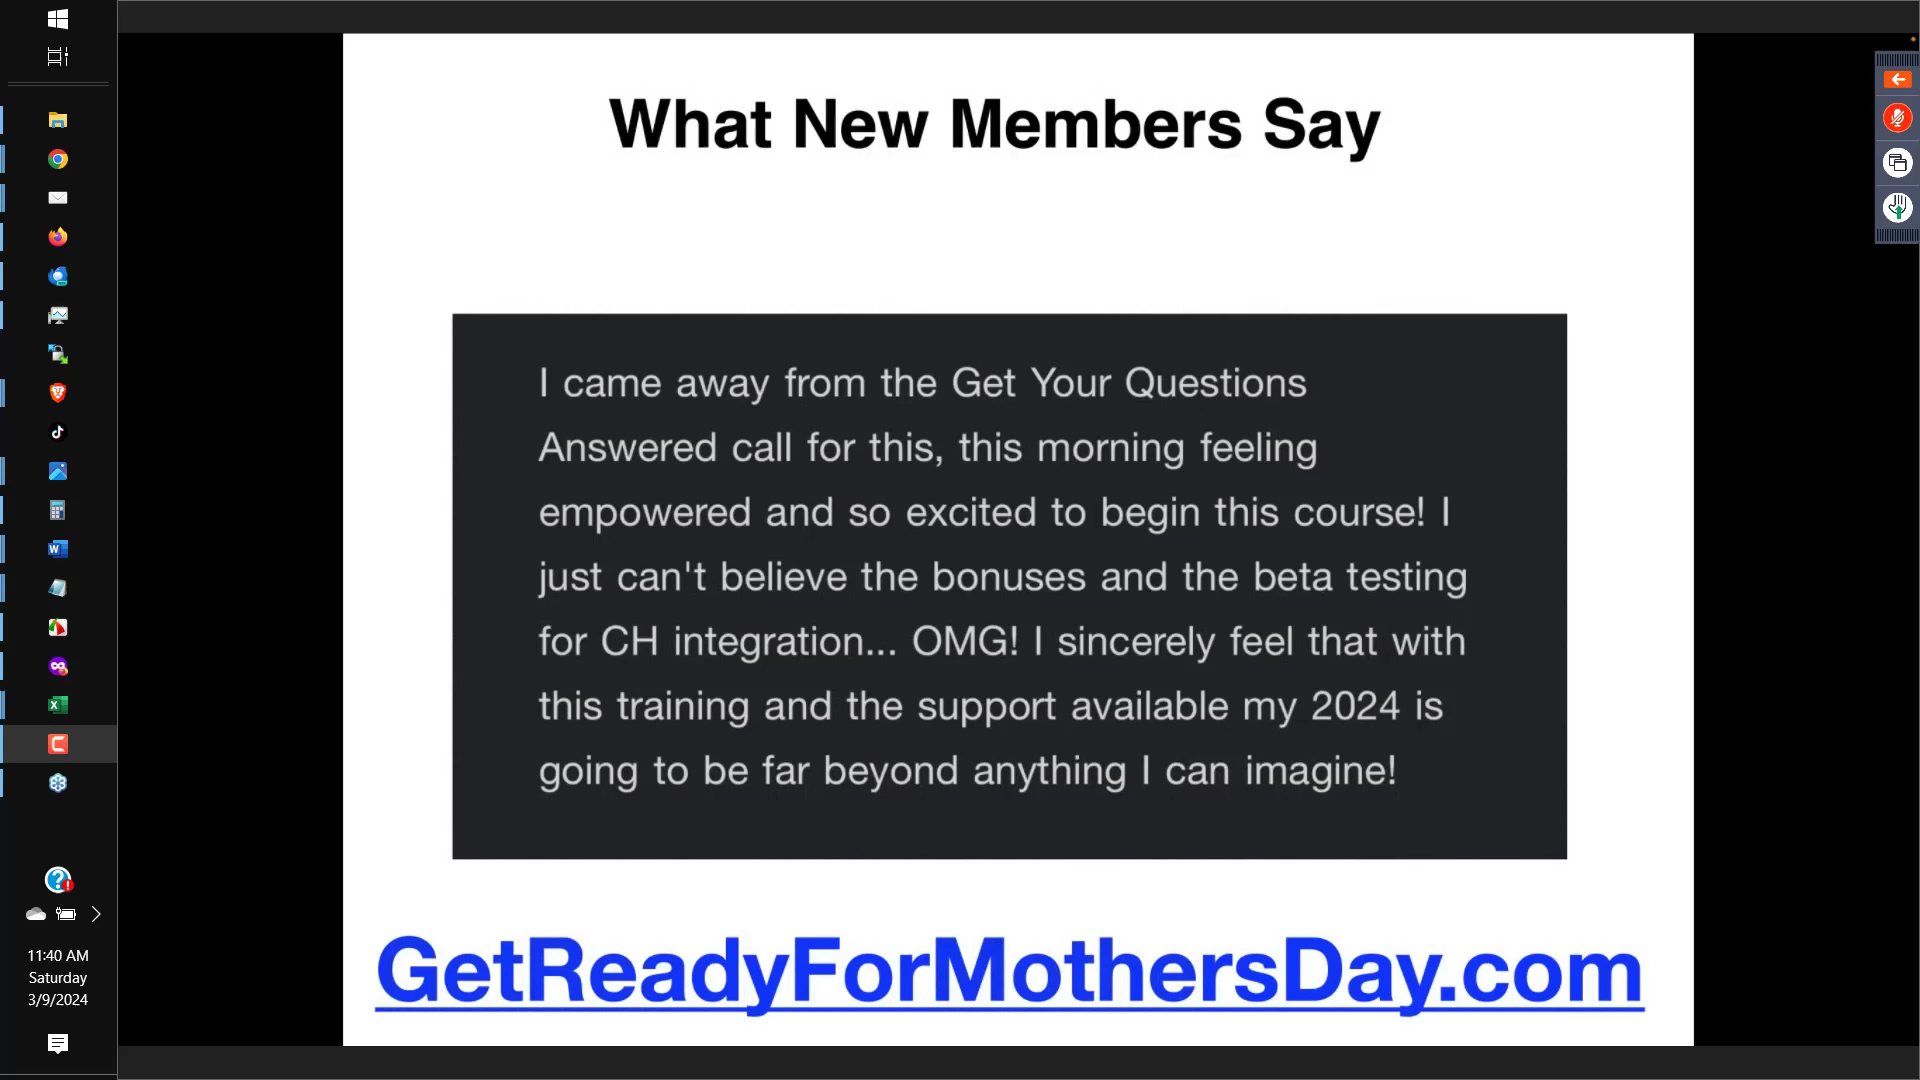 What New Members Say
I came away from the Get Your Questions
Answered call for this, this morning feeling
empowered and so excited to begin this course! I
just can't believe the bonuses and the beta testing
for CH integration... OMG! I sincerely feel that with
this training and the support available my 2024 is
going to be far beyond anything I can imagine!
GetReadyForMothersDay.com
11:40 AM
Saturday
3/9/2024